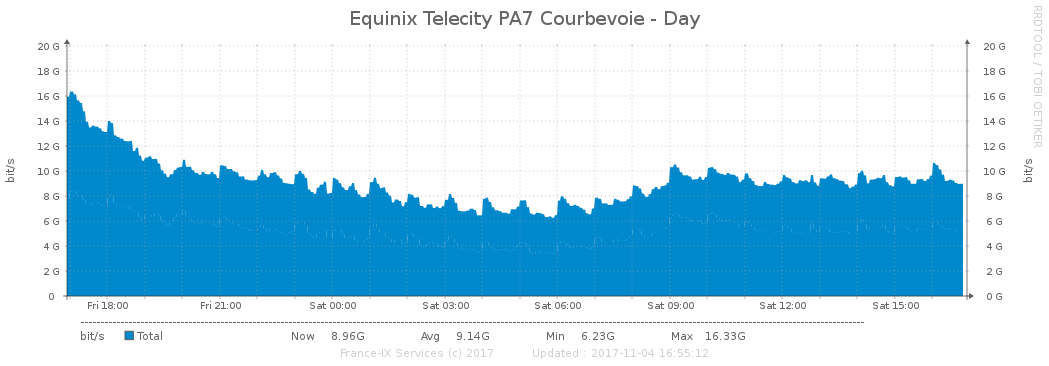 Equinix Telecity PA7 Courbevoie - Day
RRDTOOL / TOBI OETIKER
bit/s
20 G 20 G
18 G 18 G
16 G 16 G
14 G 14 G
12 G 12 G
10 G 10 G
8 G 8 G
6 G 6 G
4 G 4 G
2 G 2 G
0 0 G
bit/s
Fri 18:00 Fri 21:00 Sat 00:00 Sat 03:00 Sat 06:00 Sat 09:00 Sat 12:00 Sat 15:00
bit/s Total Now 8.96G Avg 9.14G Min 6.23G Max 16.33G
France-IX Services (c) 2017 Updated : 2017-11-04 16:55:12